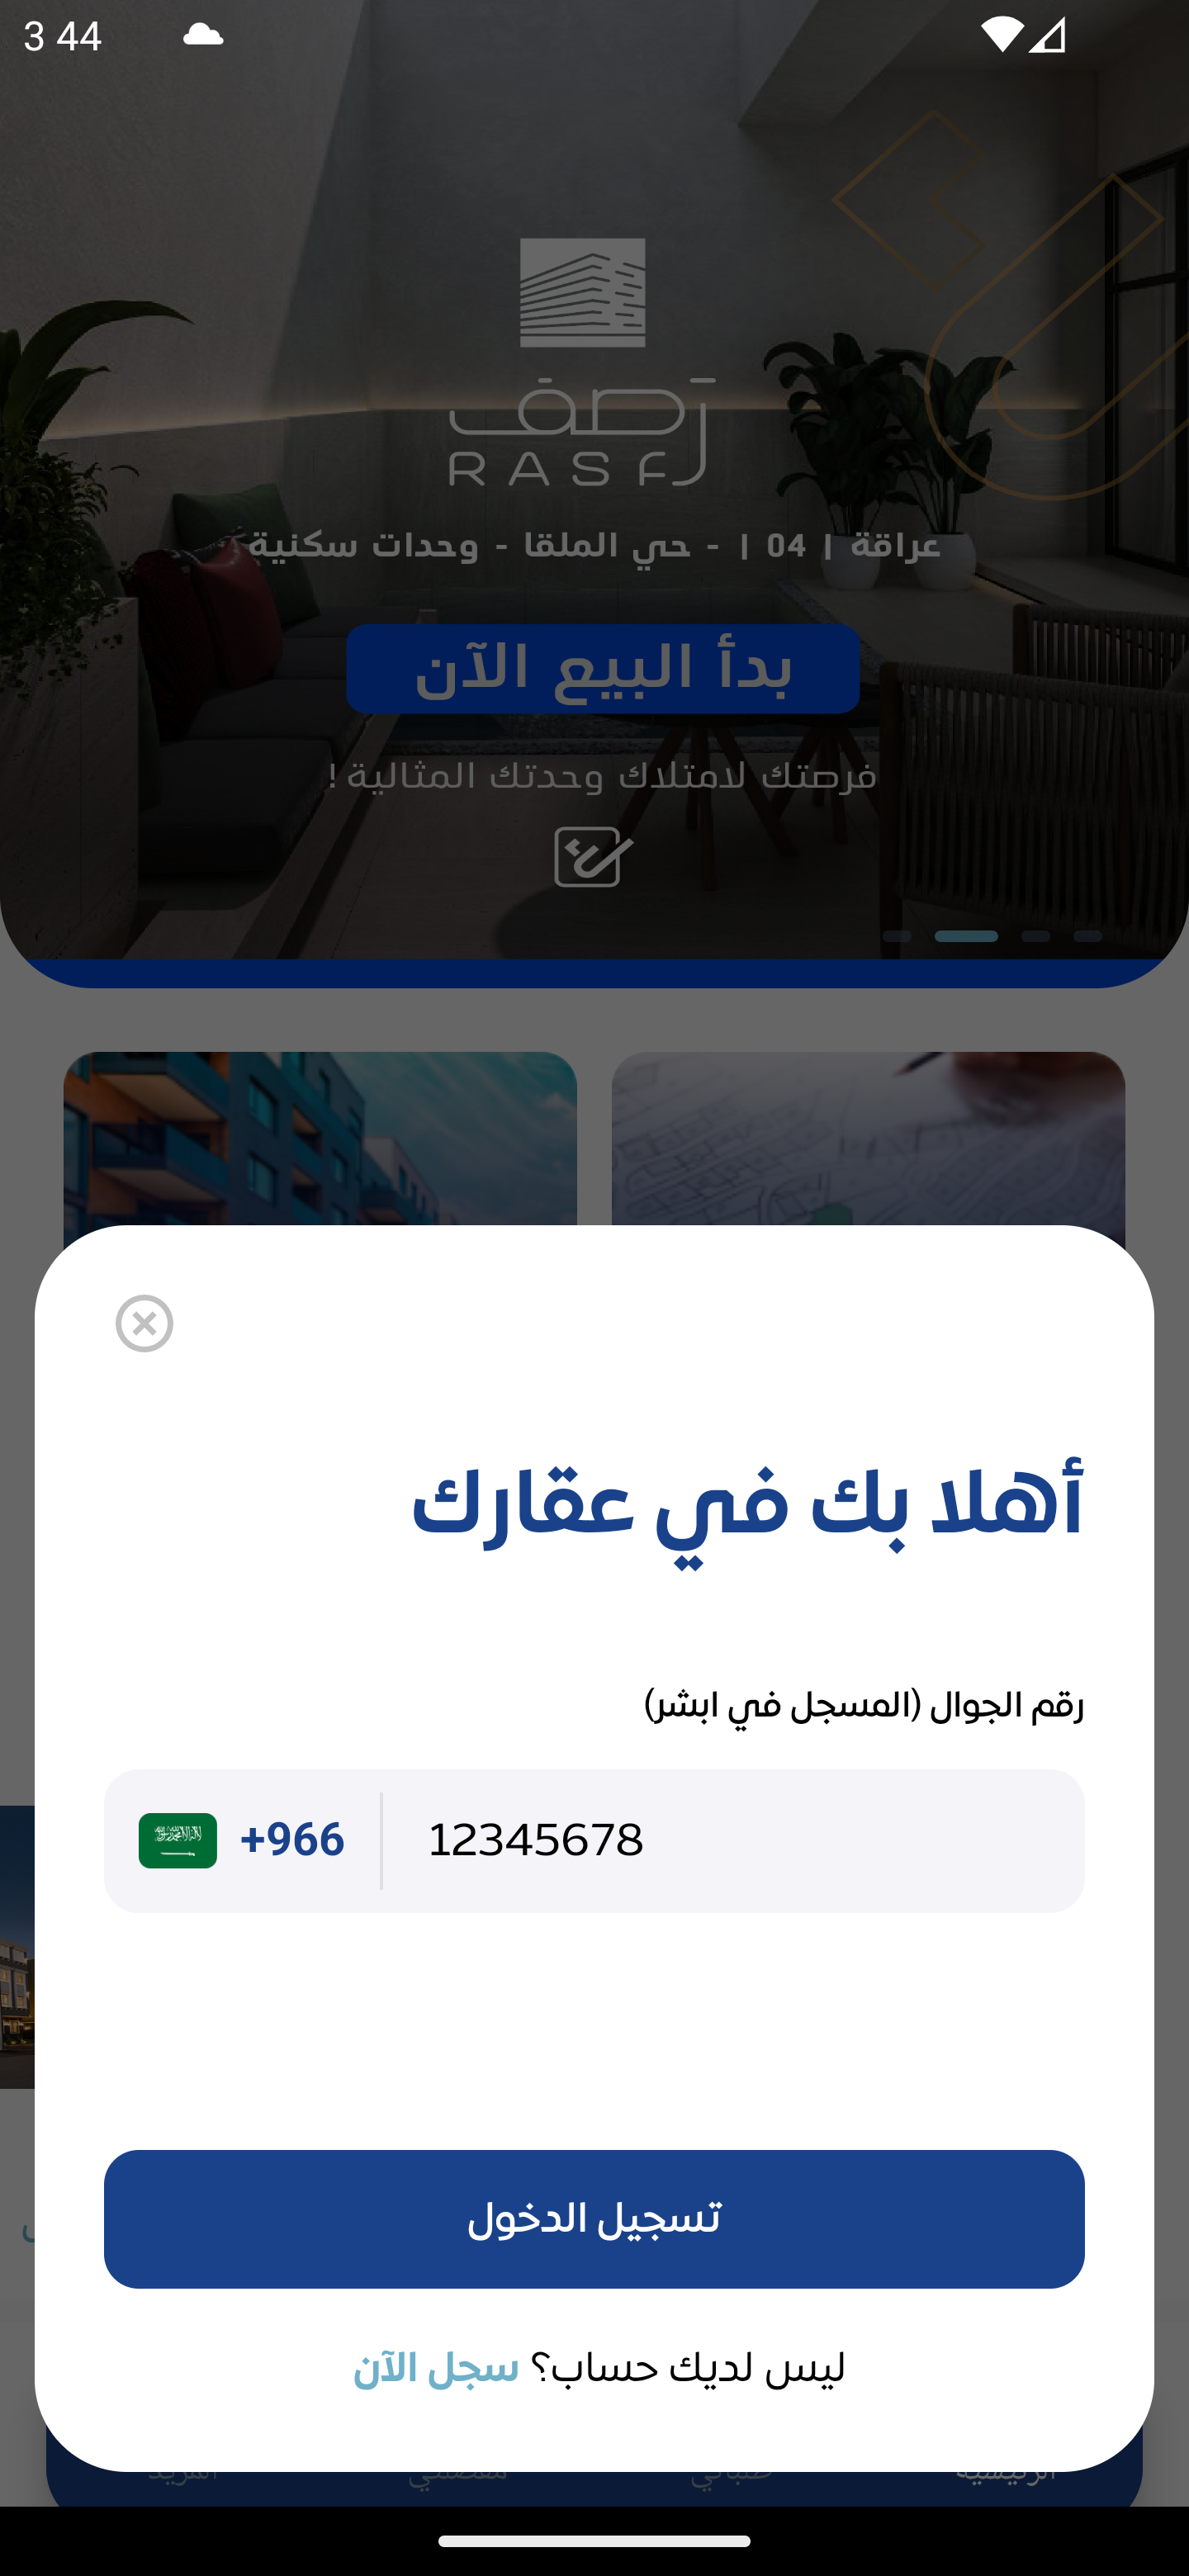 3 44
رَصف
RASF
عراقة | 04 | - حي الملقا - وحدات سكنية
بدأ البيع الآن
فرصتك لامتلاك وحدتك المثالية !
أهلا بك في عقارك
رقم الجوال (المسجل في ابشر)
+966 12345678
تسجيل الدخول
ليس لديك حساب؟ سجل الآن